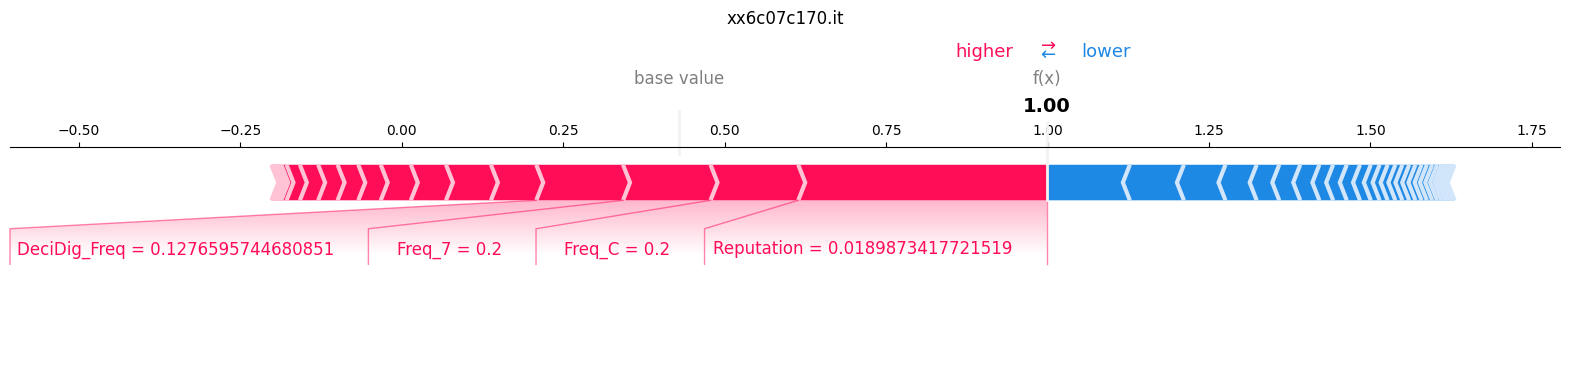 xx6c07c170.it
higher ⇄ lower
base value f(x)
1.00
−0.50 −0.25 0.00 0.25 0.50 0.75 1.00 1.25 1.50 1.75
DeciDig_Freq = 0.1276595744680851 Freq_7 = 0.2 Freq_C = 0.2 Reputation = 0.0189873417721519